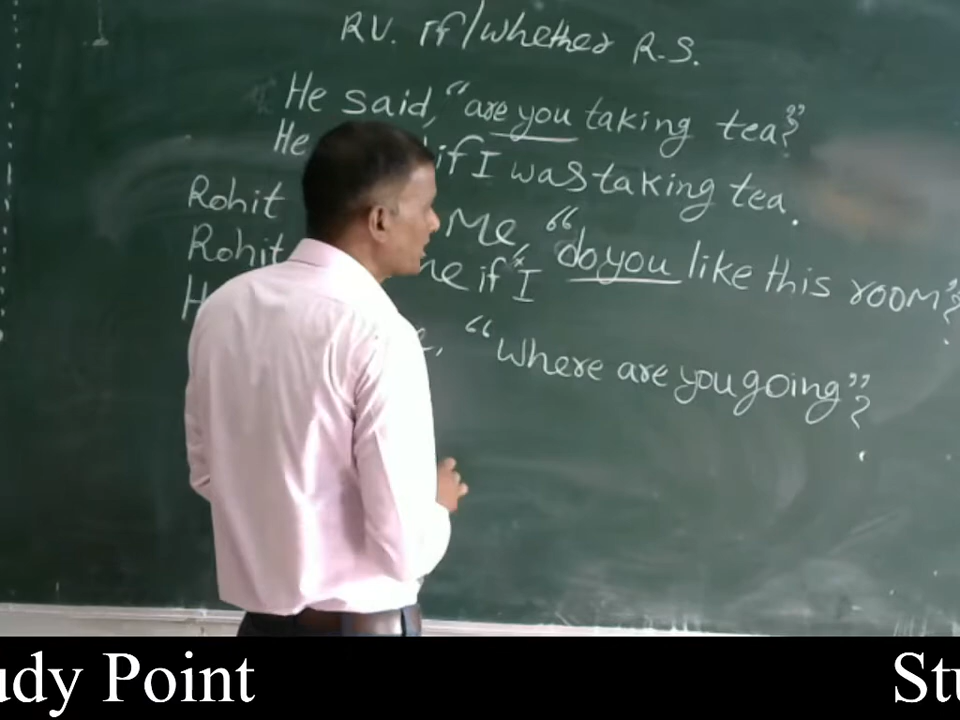 RV. if/whether R.S.
He said, "are you taking tea?"
He if I was taking tea.
Rohit Me, "do you like this room"?
Rohit me if I
"Where are you going"?
udy Point
Stu